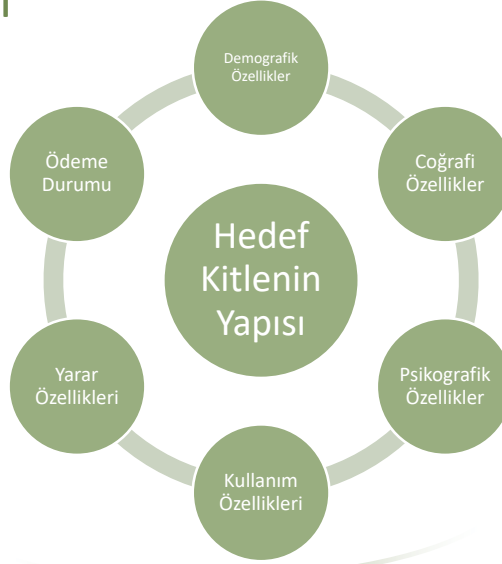 Demografik
Özellikler
Coğrafi
Özellikler
Psikografik
Özellikler
Kullanım
Özellikleri
Yarar
Özellikleri
Ödeme
Durumu
Hedef
Kitlenin
Yapısı